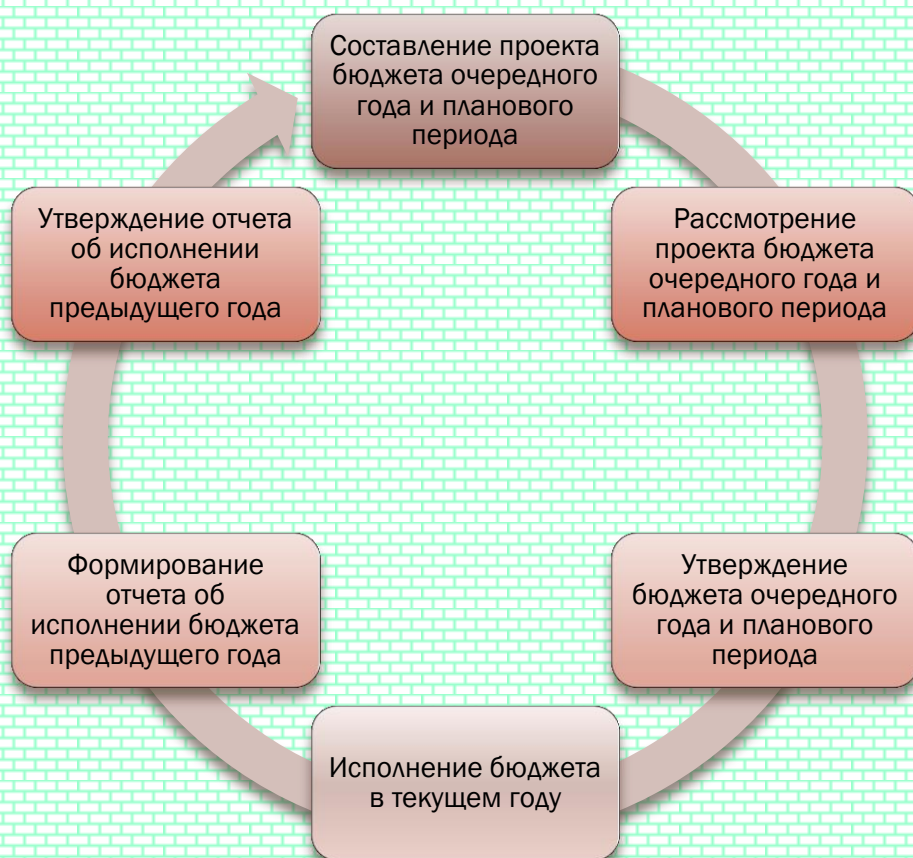 Составление проекта
бюджета очередного
года и планового
периода
Рассмотрение
проекта бюджета
очередного года и
планового периода
Утверждение
бюджета очередного
года и планового
периода
Исполнение бюджета
в текущем году
Формирование
отчета об
исполнении бюджета
предыдущего года
Утверждение отчета
об исполнении
бюджета
предыдущего года